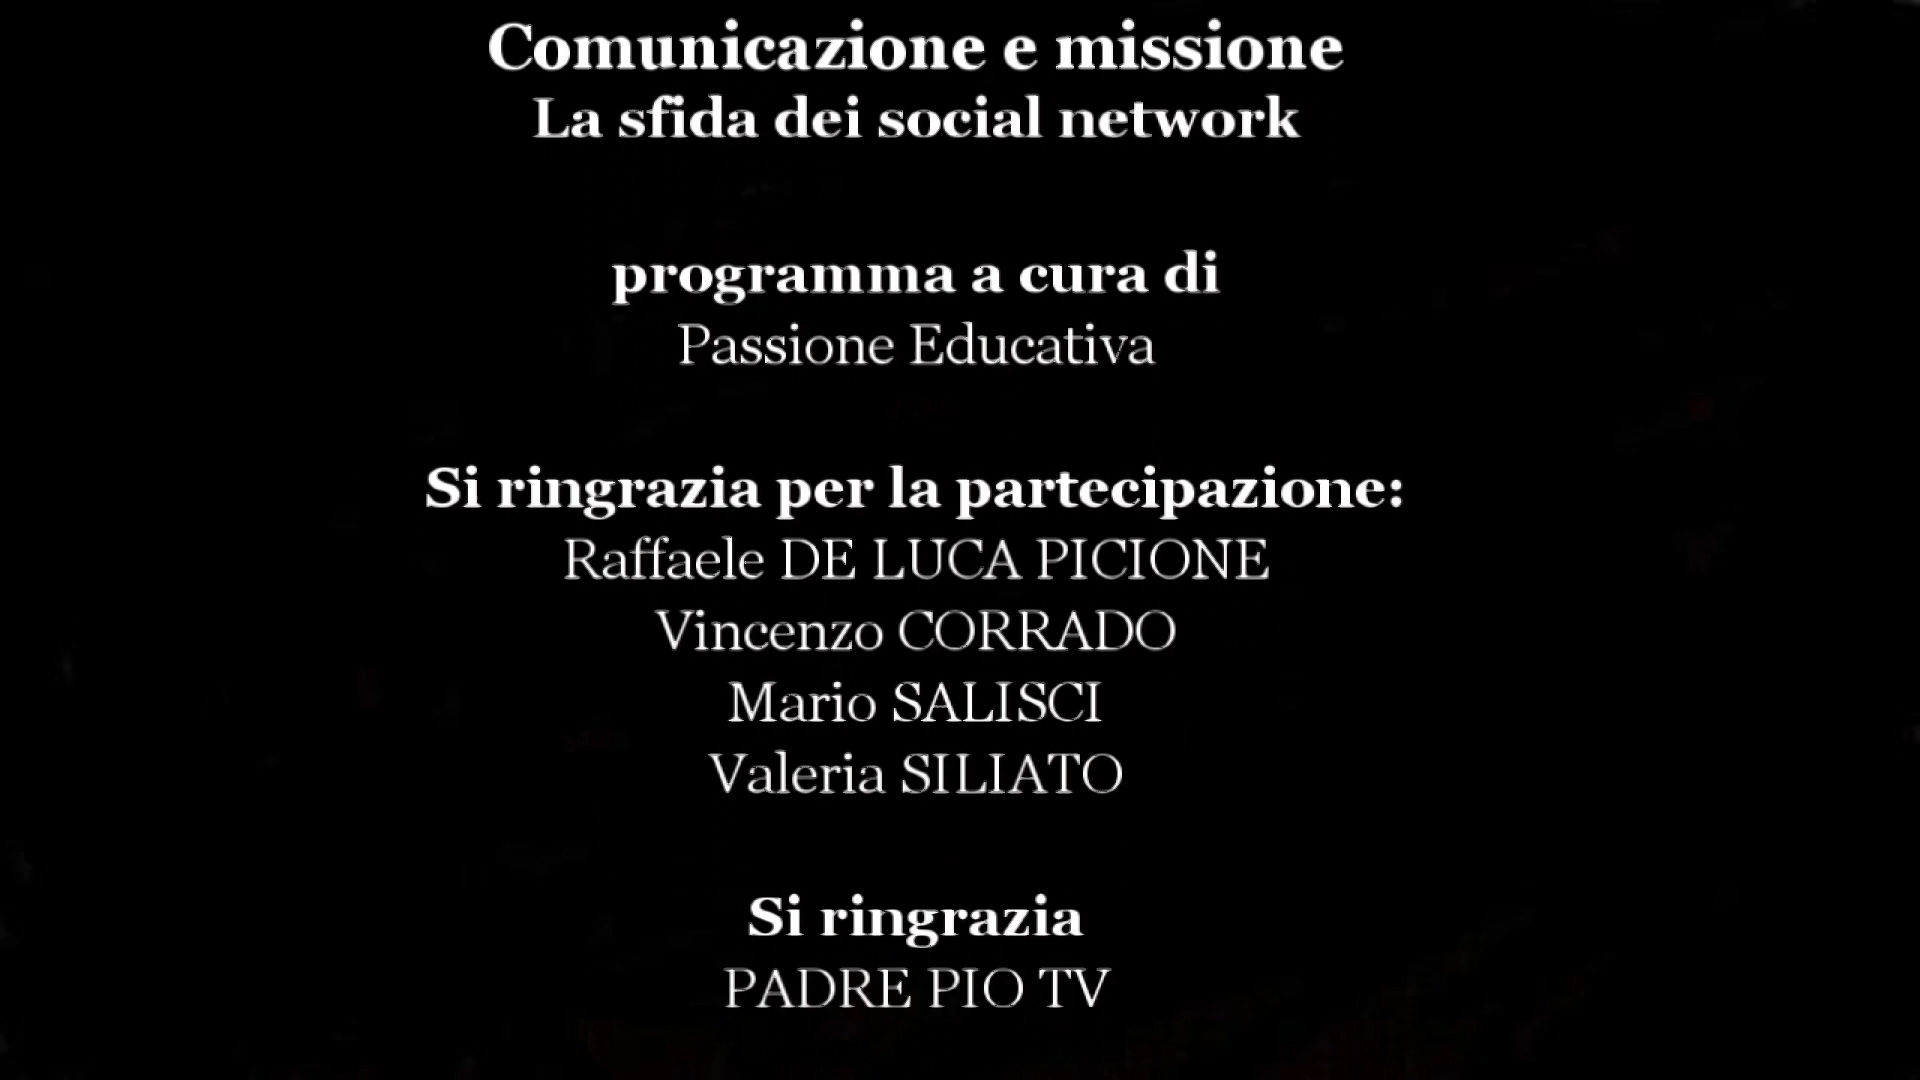 Comunicazione e missione
La sfida dei social network
programma a cura di
Passione Educativa
Si ringrazia per la partecipazione:
Raffaele DE LUCA PICIONE
Vincenzo CORRADO
Mario SALISCI
Valeria SILIATO
Si ringrazia
PADRE PIO TV